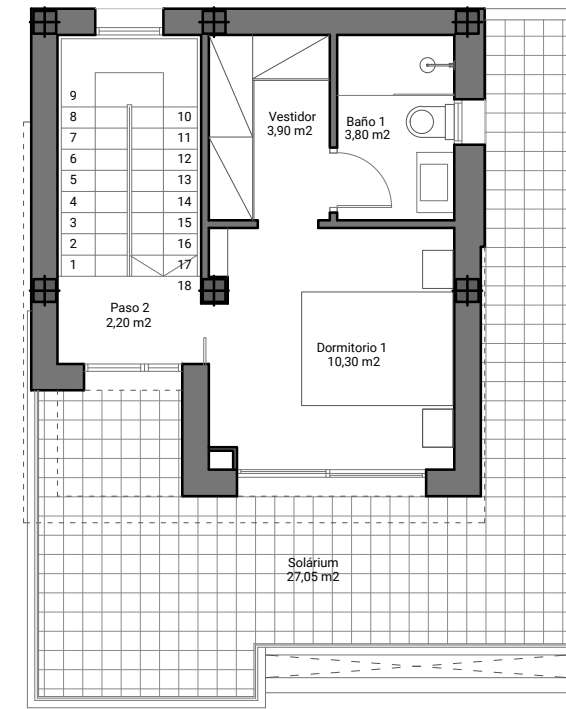 9
8
7
6
5
4
3
2
1
10
11
12
13
14
15
16
17
18
Vestidor
3,90 m2
Baño 1
3,80 m2
Paso 2
2,20 m2
Dormitorio 1
10,30 m2
Solárium
27,05 m2